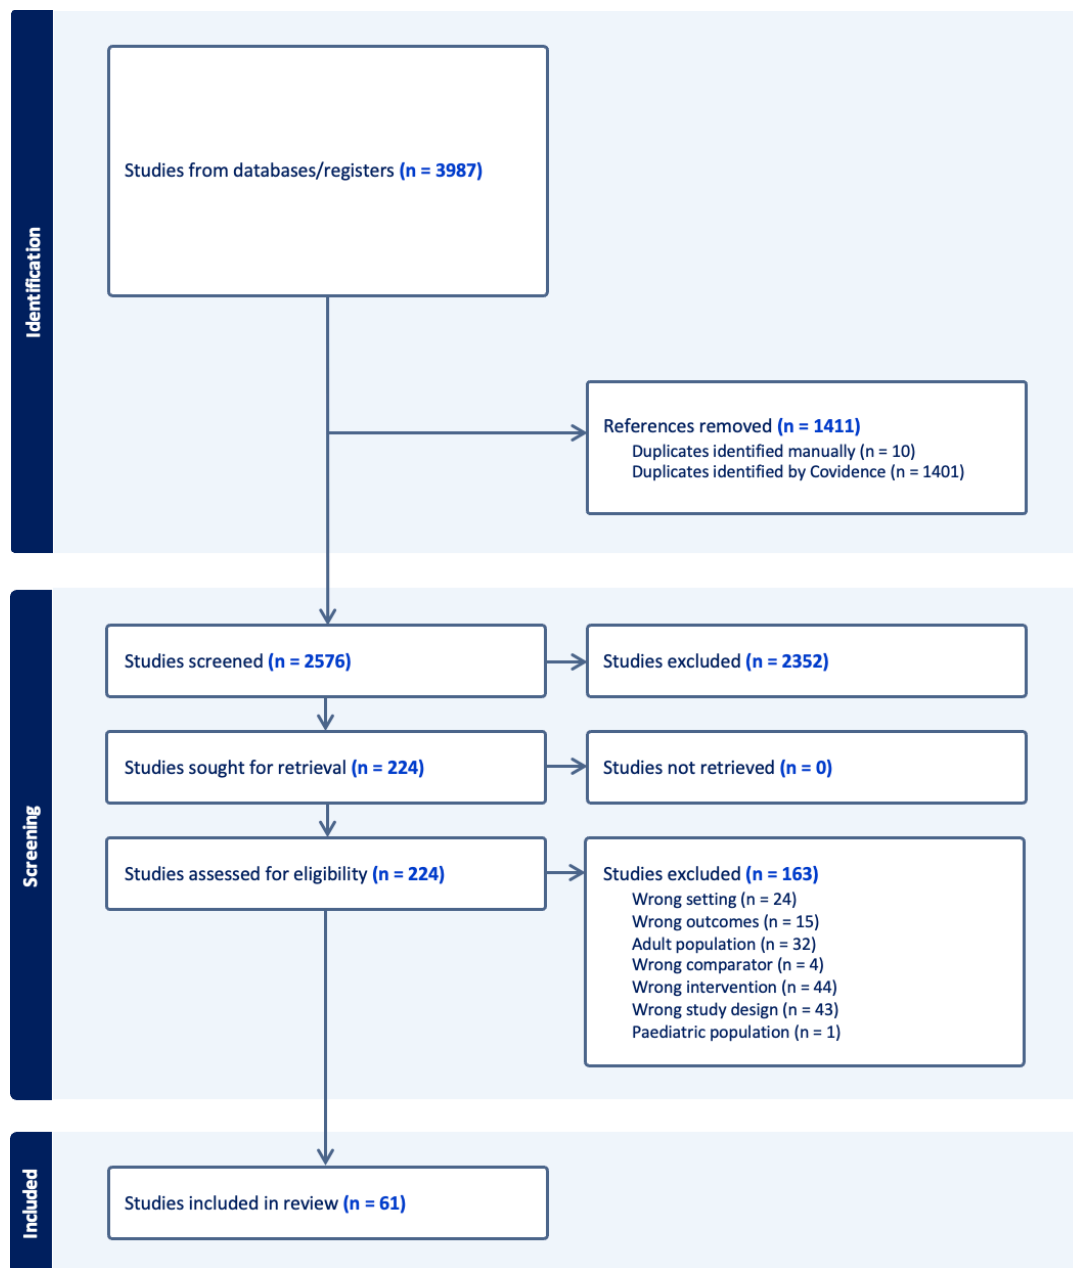 Identification
Studies from databases/registers (n = 3987)
References removed (n = 1411)
Duplicates identified manually (n = 10)
Duplicates identified by Covidence (n = 1401)
Screening
Studies screened (n = 2576)
Studies excluded (n = 2352)
Studies sought for retrieval (n = 224)
Studies not retrieved (n = 0)
Studies assessed for eligibility (n = 224)
Studies excluded (n = 163)
Wrong setting (n = 24)
Wrong outcomes (n = 15)
Adult population (n = 32)
Wrong comparator (n = 4)
Wrong intervention (n = 44)
Wrong study design (n = 43)
Paediatric population (n = 1)
Included
Studies included in review (n = 61)